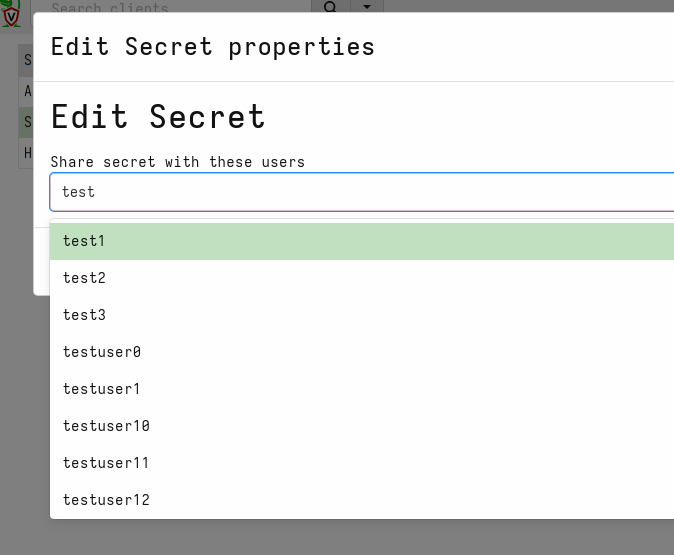 Search clients
Edit Secret properties
S
A
S
H
Edit Secret
Share secret with these users
test
test1
test2
test3
testuser0
testuser1
testuser10
testuser11
testuser12